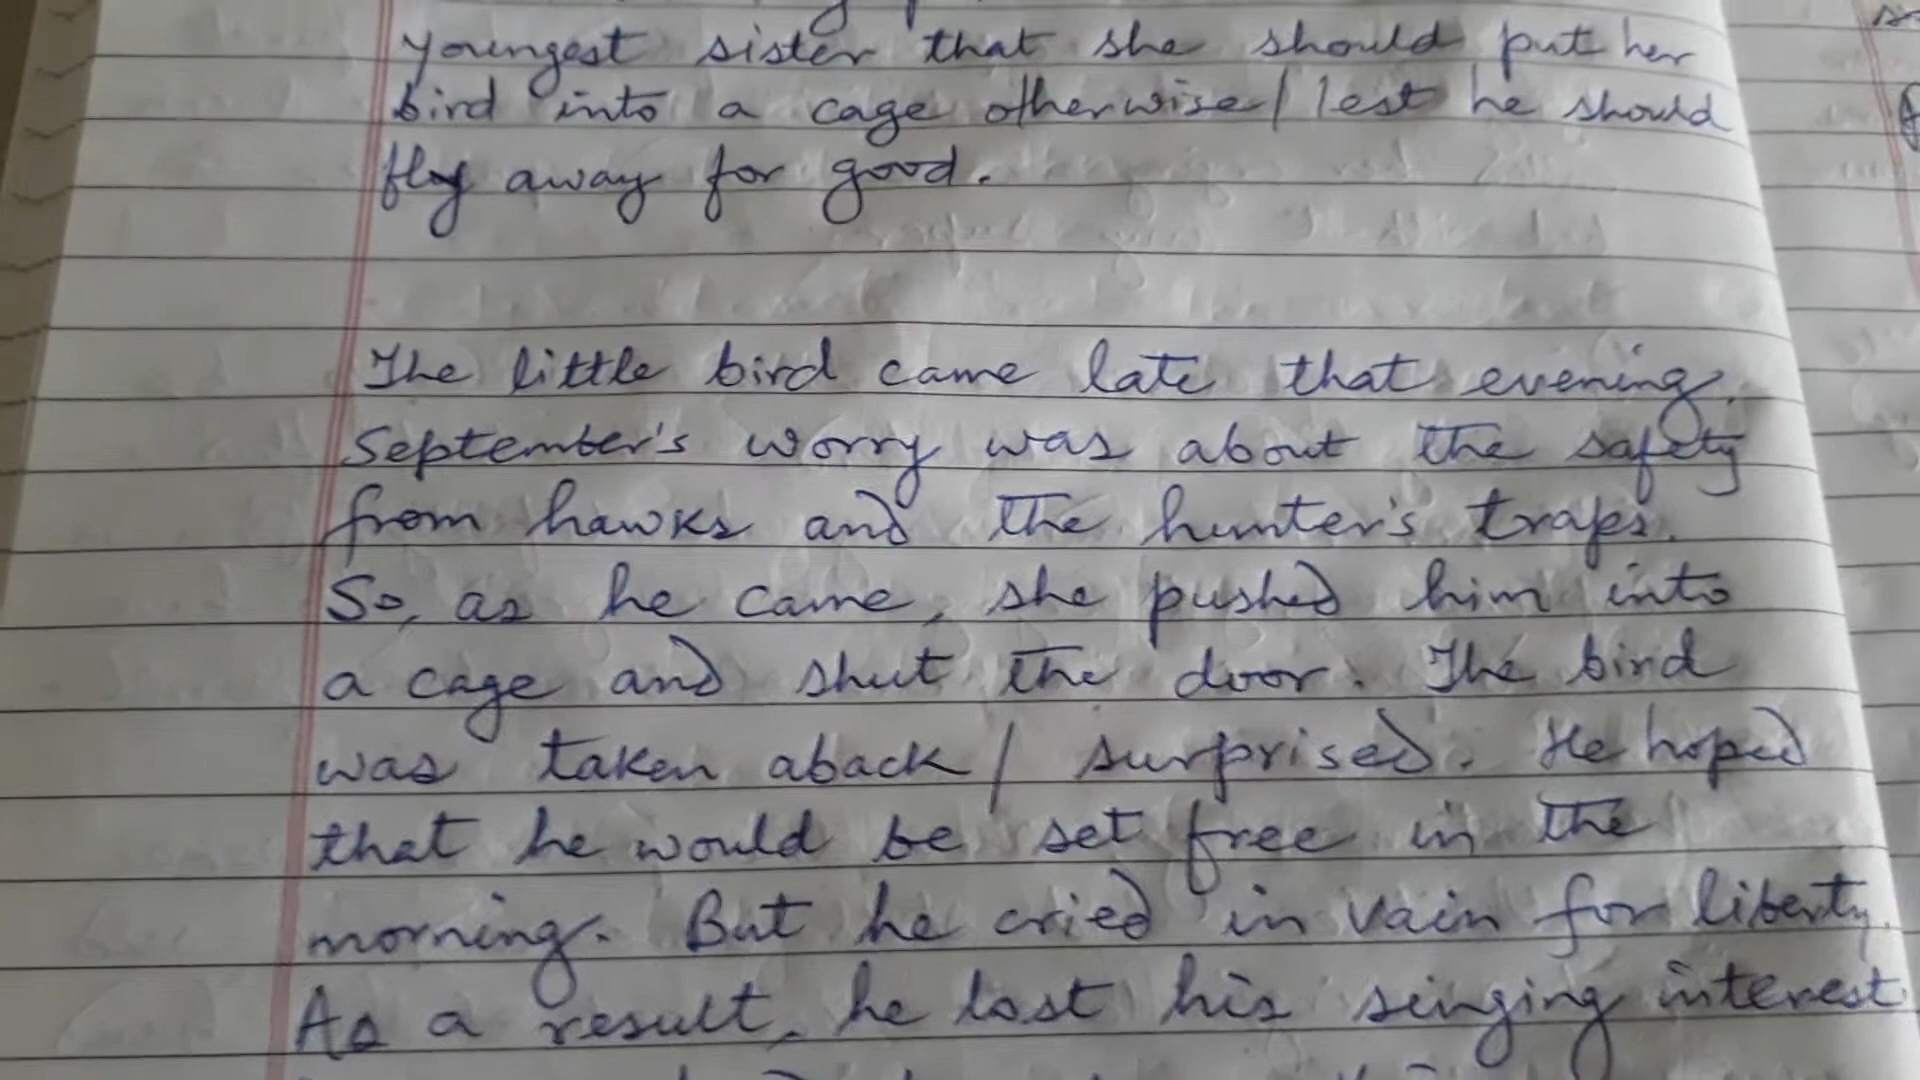 youngest sister that she should put her
bird into a cage otherwise/ lest he should
fly away for good.
The little bird came late that evening.
September's worry was about the safety
from hawks and the hunter's traps.
So, as he came, she pushed him into
a cage and shut the door. The bird
was taken aback / surprised. He hoped
that he would be set free in the
morning. But he cried in vain for liberty.
As a result, he lost his singing interest